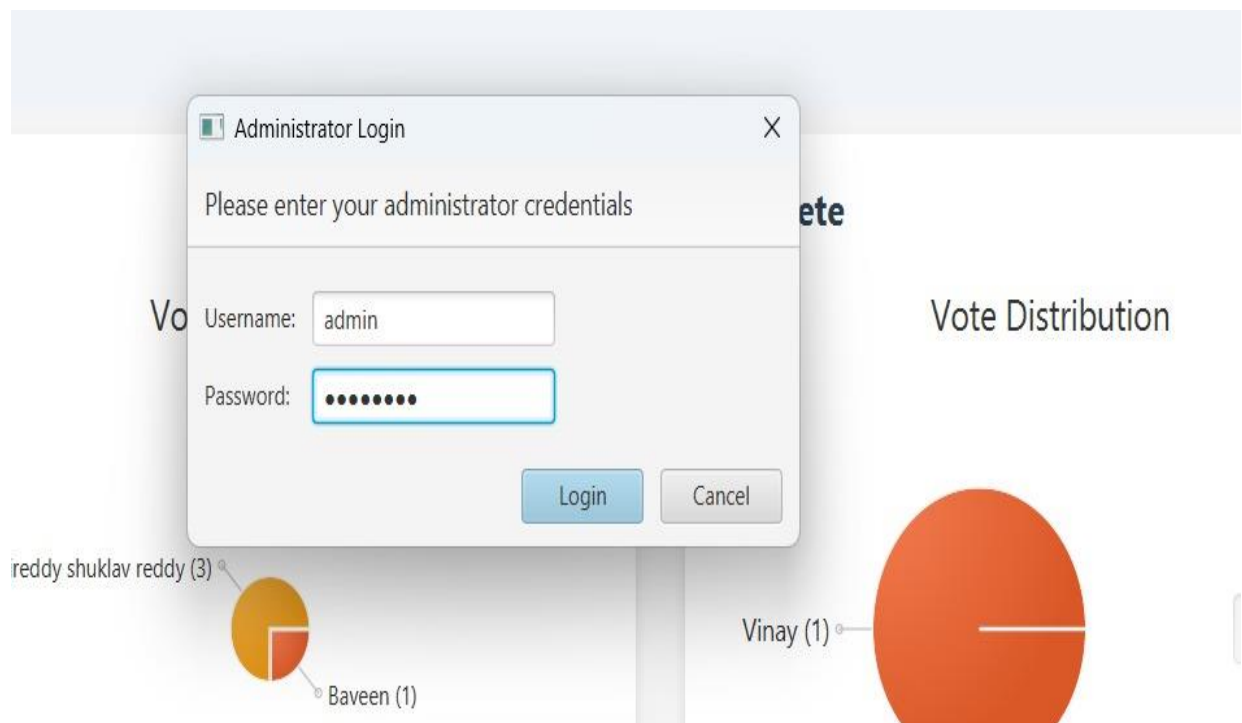 Administrator Login
Please enter your administrator credentials
ete
Vo
Vote Distribution
Username: admin
Password: ••••••••
Login Cancel
ireddy shuklav reddy (3)
Vinay (1)
Baveen (1)